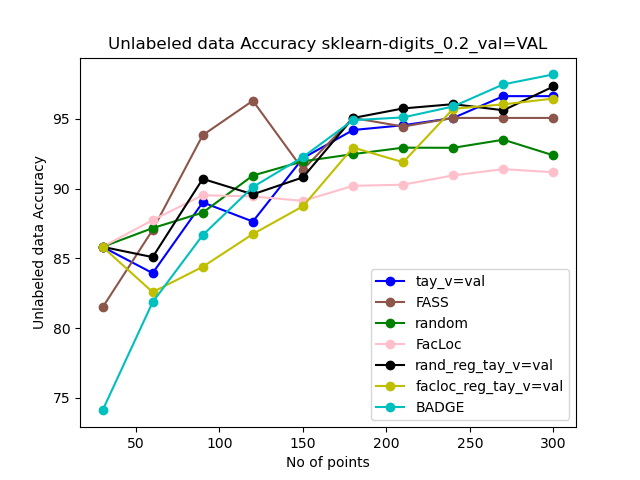 Unlabeled data Accuracy sklearn-digits_0.2_val=VAL
Unlabeled data Accuracy
95
90
85
80
75
tay_v=val
FASS
random
FacLoc
rand_reg_tay_v=val
facloc_reg_tay_v=val
BADGE
50
100
150
200
250
300
No of points